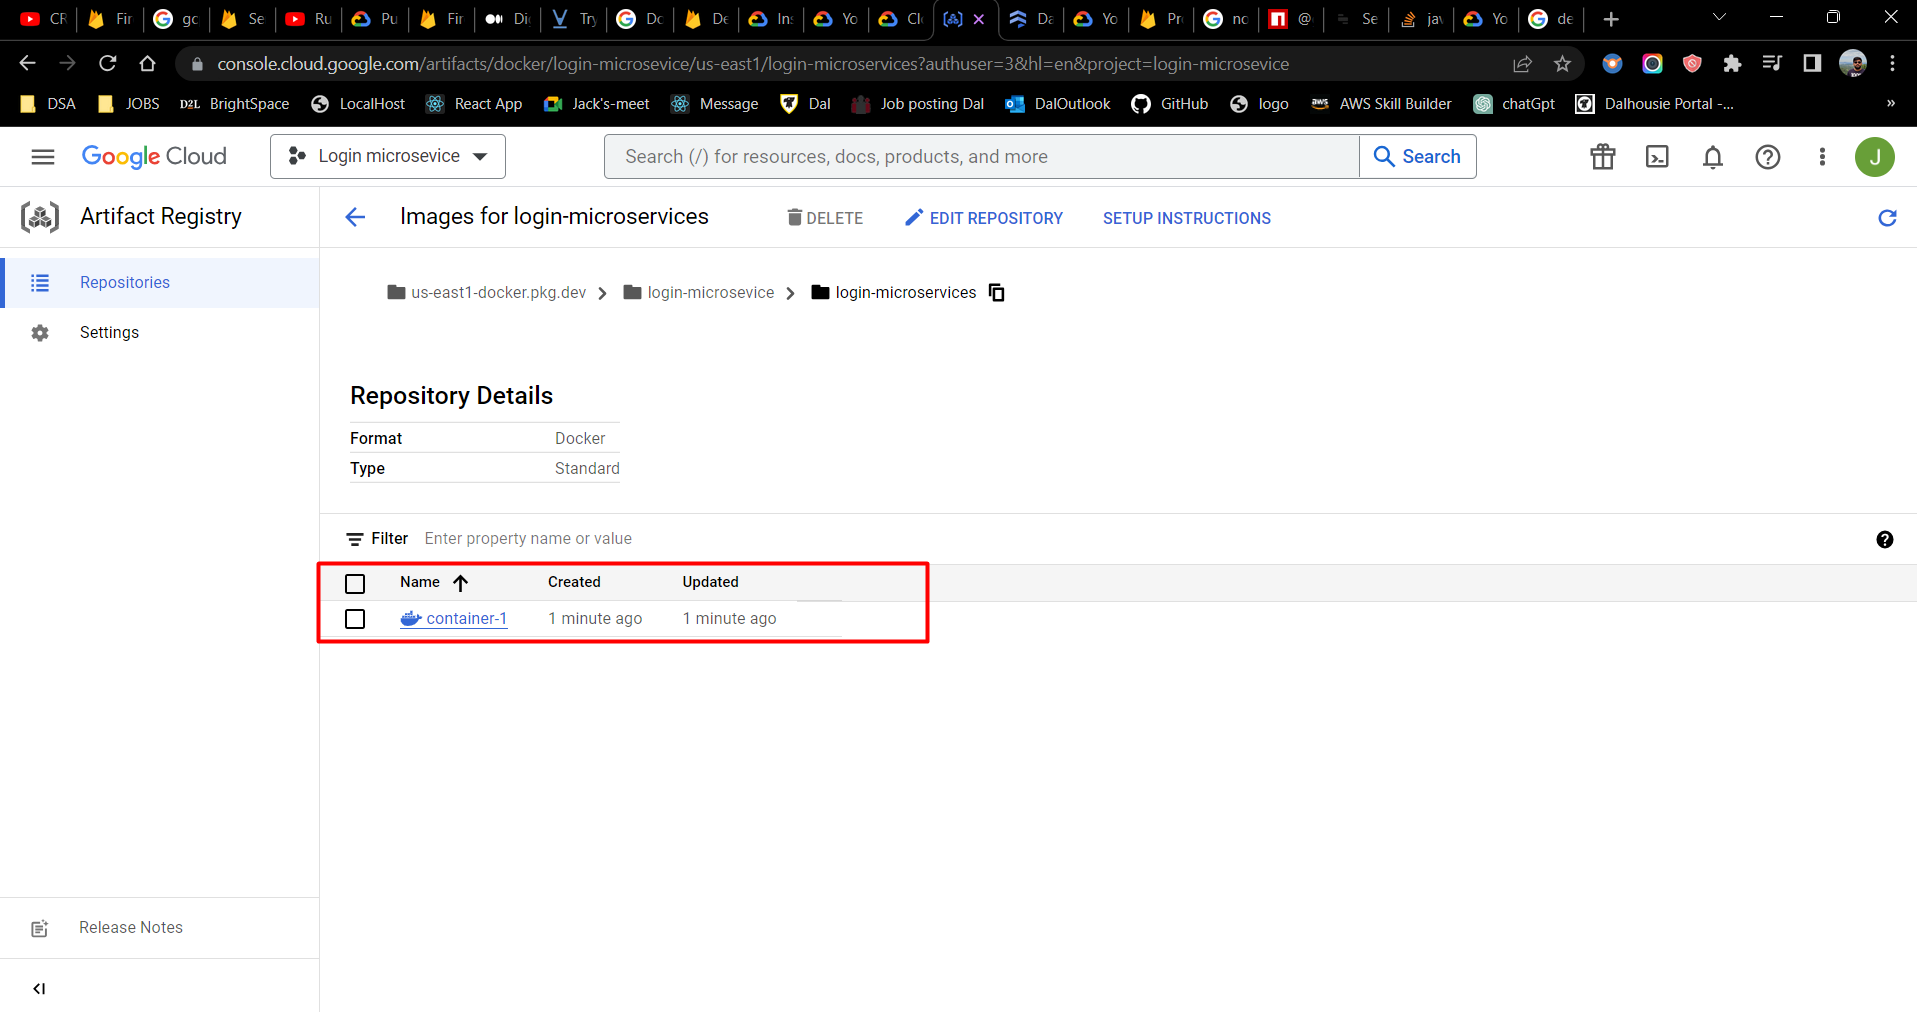 CR
Fir
gc
Se
Ru
Pu
Fir
Di
Try
Do
De
Ins
Yo
Clo
Da
Yo
Pr
no
@
Se
jav
Yo
de
console.cloud.google.com/artifacts/docker/login-microsevice/us-east1/login-microservices?authuser=3&hl=en&project=login-microsevice
DSA JOBS D2L BrightSpace LocalHost React App Jack's-meet Message Dal Job posting Dal DalOutlook GitHub logo aws AWS Skill Builder chatGpt Dalhousie Portal -... »
Google Cloud Login microsevice Search (/) for resources, docs, products, and more Search J
Artifact Registry Images for login-microservices DELETE EDIT REPOSITORY SETUP INSTRUCTIONS
Repositories
Settings
us-east1-docker.pkg.dev > login-microsevice > login-microservices
Repository Details
Format Docker
Type Standard
Filter Enter property name or value
Name Created Updated
container-1 1 minute ago 1 minute ago
Release Notes